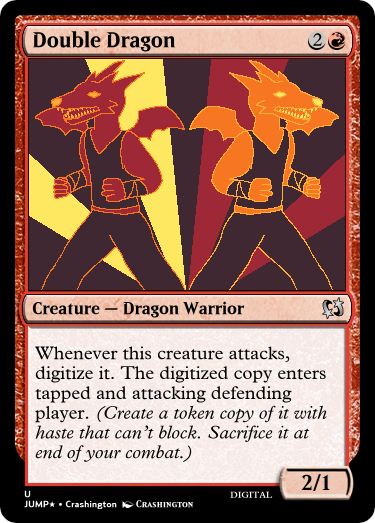 Double Dragon 2
Creature — Dragon Warrior
Whenever this creature attacks,
digitize it. The digitized copy enters
tapped and attacking defending
player. (Create a token copy of it with
haste that can't block. Sacrifice it at
end of your combat.)
2/1
U DIGITAL
JUMP★ • Crashington Crashington